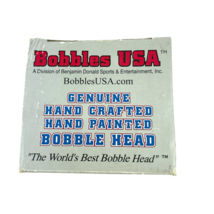 Bobbles USA™
A Division of Benjamin Donald Sports & Entertainment, Inc.
BobblesUSA.com
GENUINE
HAND CRAFTED
HAND PAINTED
BOBBLE HEAD
"The World's Best Bobble Head" ™